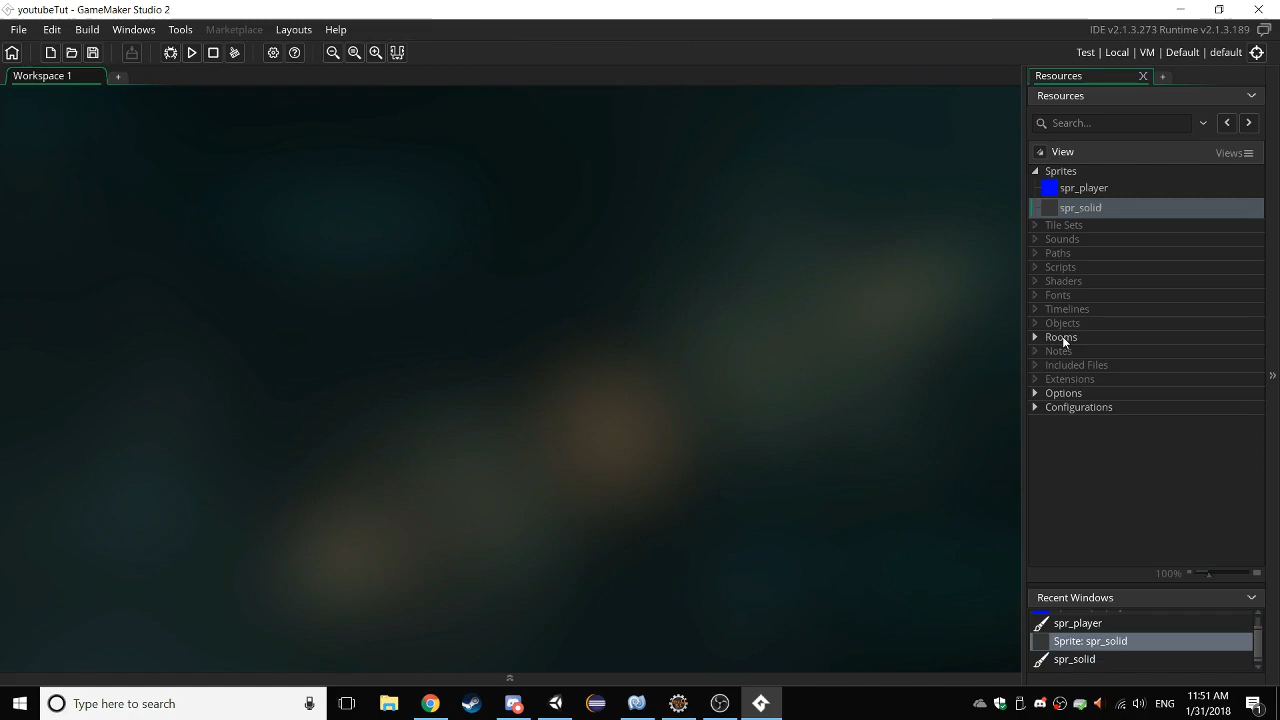 youtubeTut - GameMaker Studio 2
File Edit Build Windows Tools Marketplace Layouts Help
IDE v2.1.3.273 Runtime v2.1.3.189
Test | Local | VM | Default | default
Workspace 1
Resources
Resources
Search...
View
Views
Sprites
spr_player
spr_solid
Tile Sets
Sounds
Paths
Scripts
Shaders
Fonts
Timelines
Objects
Rooms
Notes
Included Files
Extensions
Options
Configurations
100%
Recent Windows
spr_player
Sprite: spr_solid
spr_solid
Type here to search
ENG
11:51 AM
1/31/2018